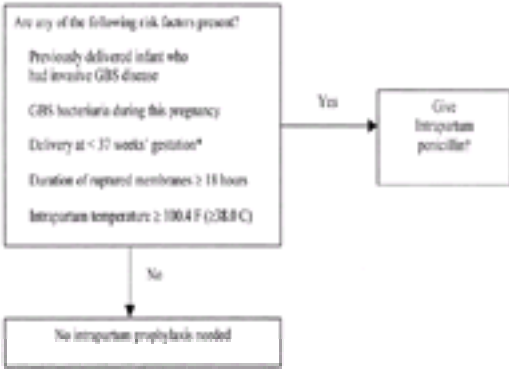 Are any of the following risk factors present?
Previously delivered infant who
had invasive GBS disease
GBS bacteriuria during this pregnancy
Delivery at < 37 weeks' gestation*
Duration of ruptured membranes ≥ 18 hours
Intrapartum temperature ≥ 100.4 F (≥38.0 C)
Yes
Give
Intrapartum
penicillin†
No
No intrapartum prophylaxis needed